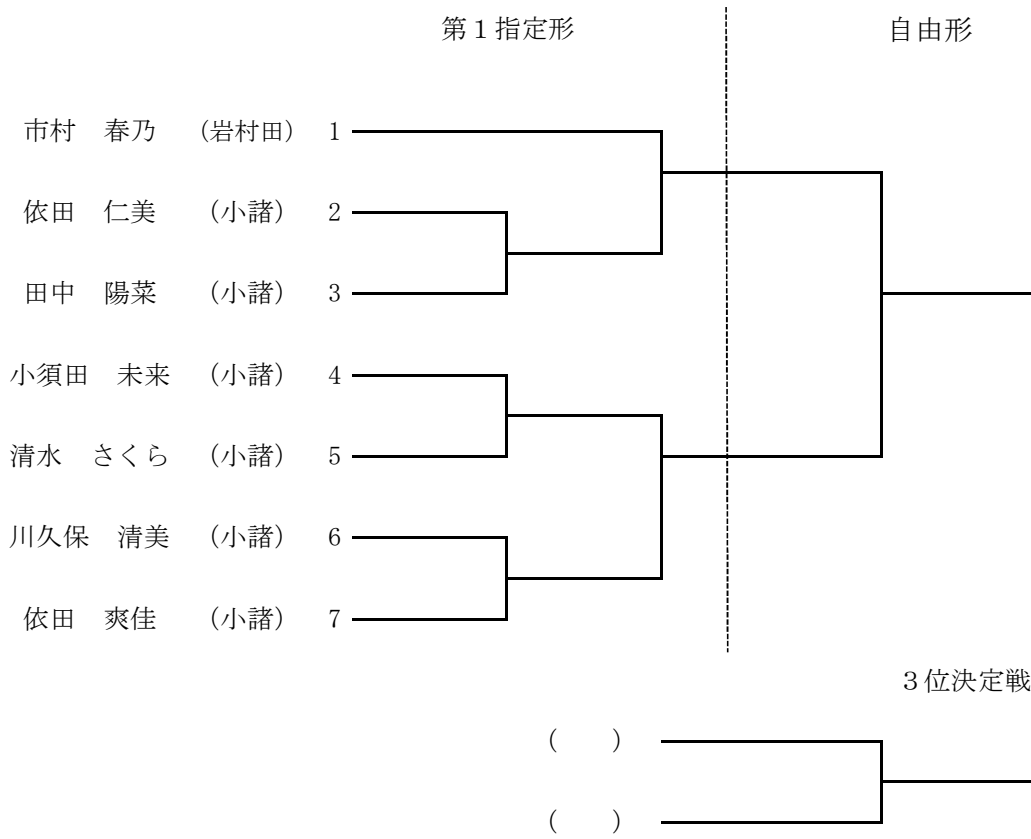 第１指定形　自由形
市村　春乃　（岩村田）　1
依田　仁美　（小諸）　2
田中　陽菜　（小諸）　3
小須田　未来　（小諸）　4
清水　さくら　（小諸）　5
川久保　清美　（小諸）　6
依田　爽佳　（小諸）　7
３位決定戦
（　　）
（　　）